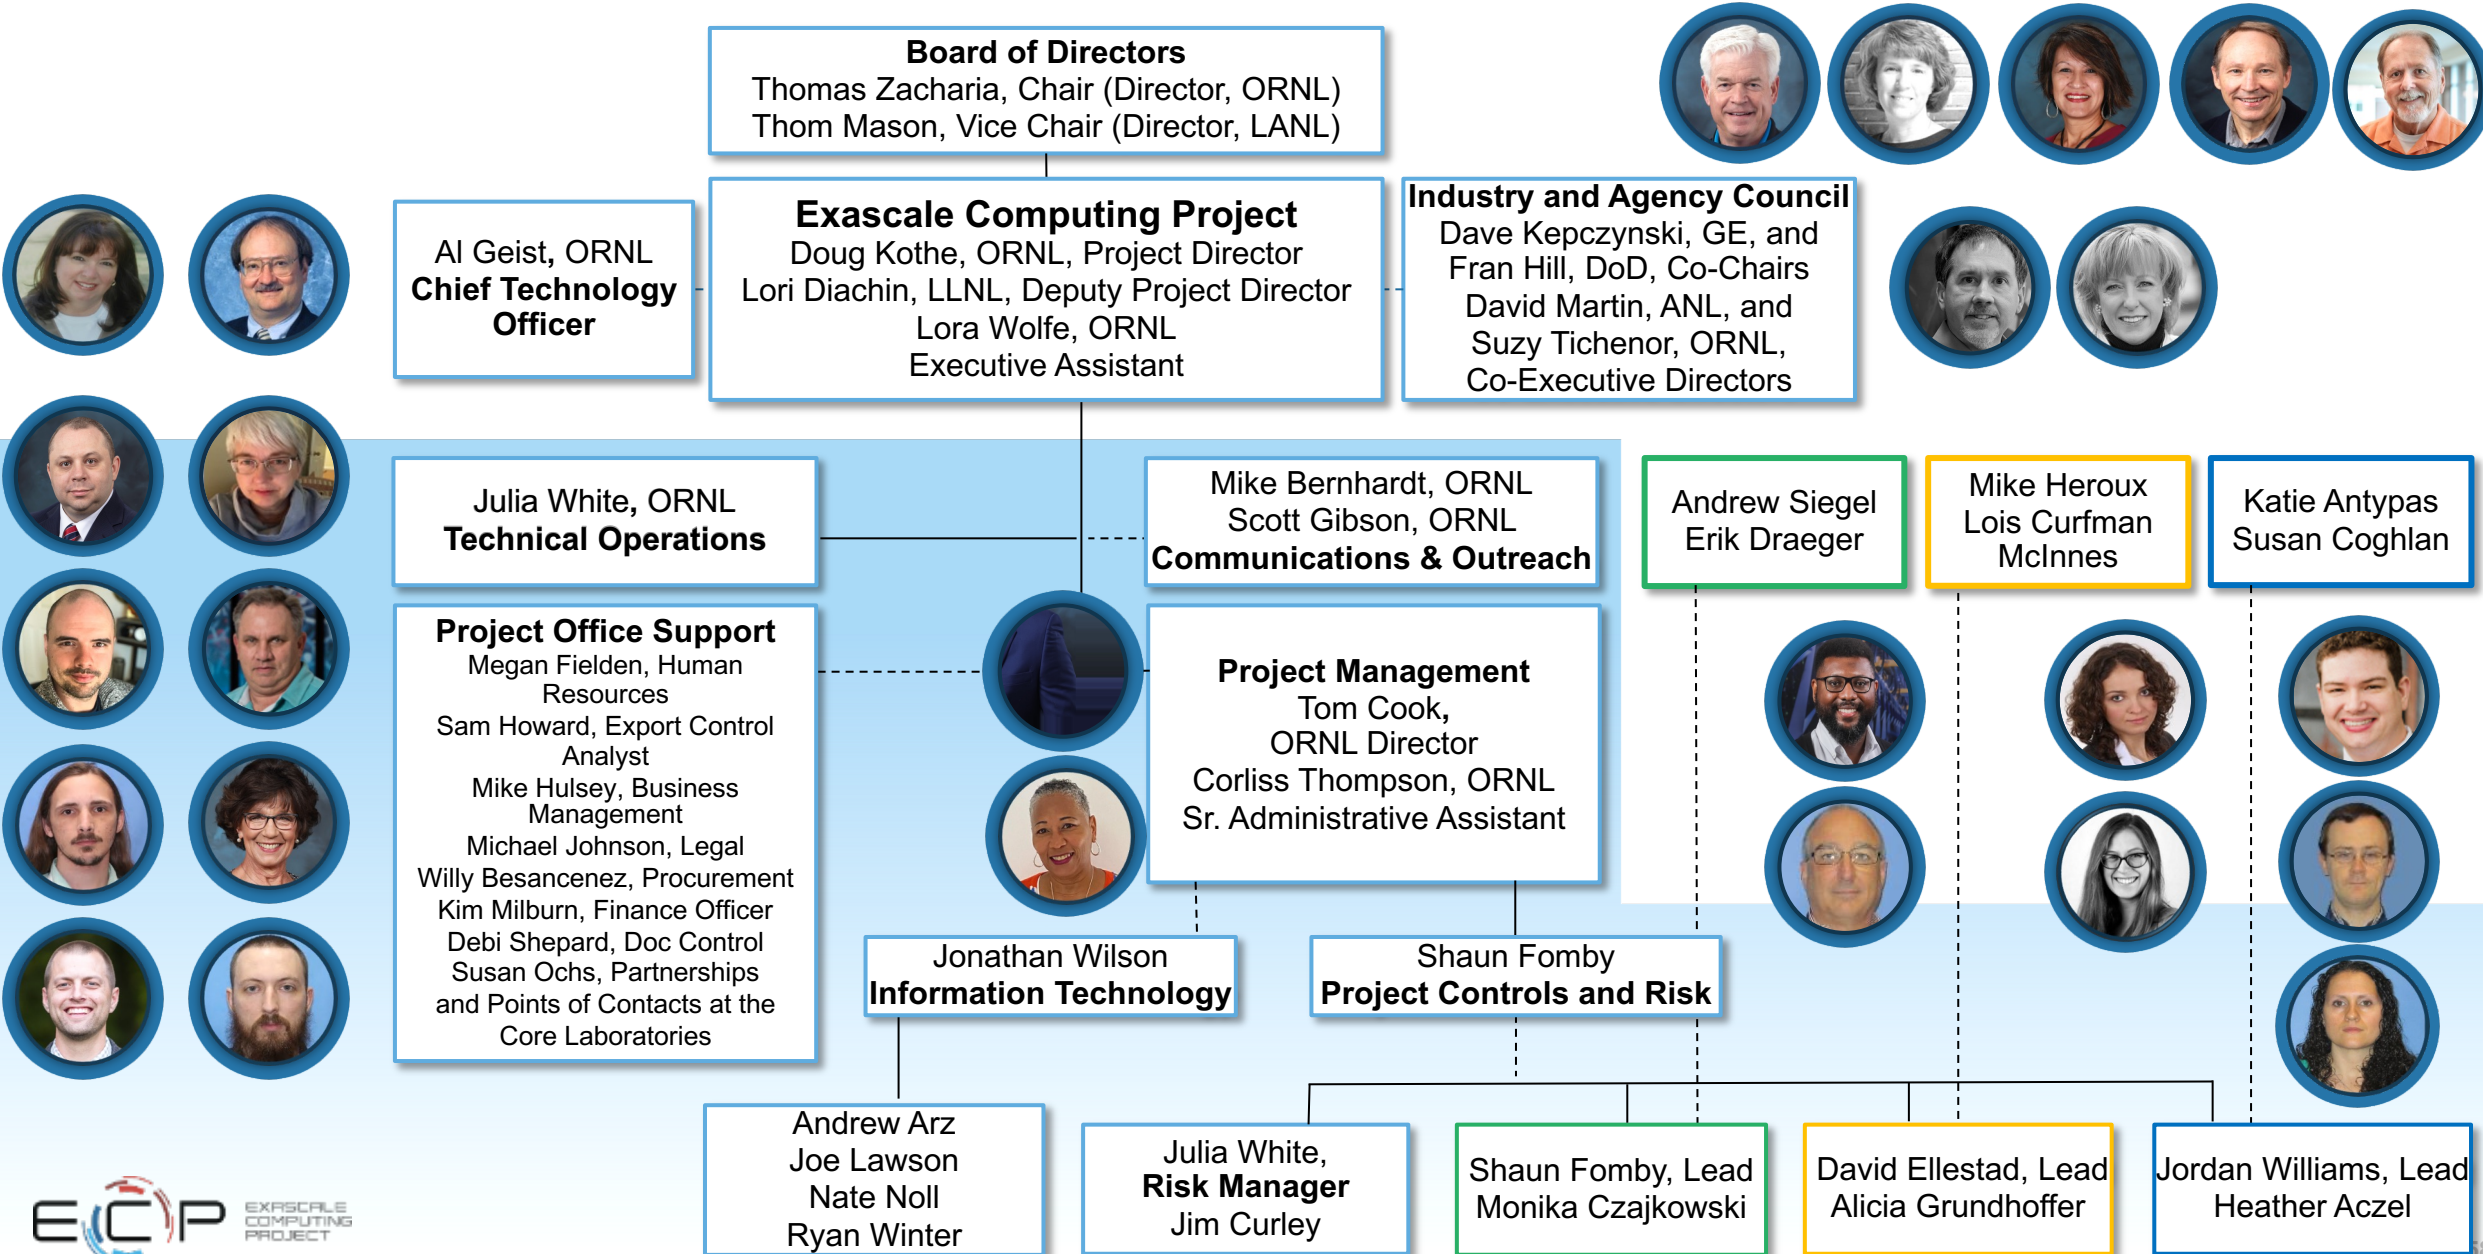 Board of Directors
Thomas Zacharia, Chair (Director, ORNL)
Thom Mason, Vice Chair (Director, LANL)
Al Geist, ORNL
Chief Technology
Officer
Exascale Computing Project
Doug Kothe, ORNL, Project Director
Lori Diachin, LLNL, Deputy Project Director
Lora Wolfe, ORNL
Executive Assistant
Industry and Agency Council
Dave Kepczynski, GE, and
Fran Hill, DoD, Co-Chairs
David Martin, ANL, and
Suzy Tichenor, ORNL,
Co-Executive Directors
Julia White, ORNL
Technical Operations
Mike Bernhardt, ORNL
Scott Gibson, ORNL
Communications & Outreach
Andrew Siegel
Erik Draeger
Mike Heroux
Lois Curfman
McInnes
Katie Antypas
Susan Coghlan
Project Office Support
Megan Fielden, Human
Resources
Sam Howard, Export Control
Analyst
Mike Hulsey, Business
Management
Michael Johnson, Legal
Willy Besancenez, Procurement
Kim Milburn, Finance Officer
Debi Shepard, Doc Control
Susan Ochs, Partnerships
and Points of Contacts at the
Core Laboratories
Project Management
Tom Cook,
ORNL Director
Corliss Thompson, ORNL
Sr. Administrative Assistant
Jonathan Wilson
Information Technology
Shaun Fomby
Project Controls and Risk
Andrew Arz
Joe Lawson
Nate Noll
Ryan Winter
Julia White,
Risk Manager
Jim Curley
Shaun Fomby, Lead
Monika Czajkowski
David Ellestad, Lead
Alicia Grundhoffer
Jordan Williams, Lead
Heather Aczel
ECP
EXASCALE
COMPUTING
PROJECT